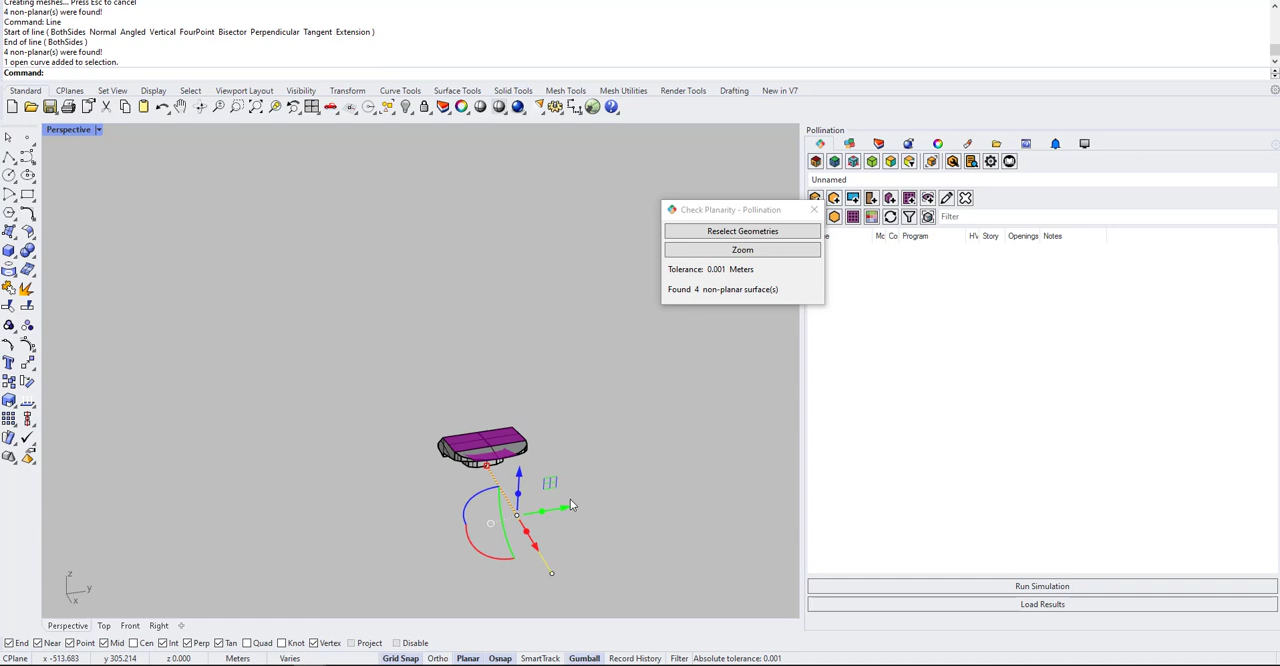 Creating meshes... Press Esc to cancel
4 non-planar(s) were found!
Command: Line
Start of line ( BothSides Normal Angled Vertical FourPoint Bisector Perpendicular Tangent Extension )
End of line ( BothSides )
4 non-planar(s) were found!
1 open curve added to selection.
Command:
Standard CPlanes Set View Display Select Viewport Layout Visibility Transform Curve Tools Surface Tools Solid Tools Mesh Tools Mesh Utilities Render Tools Drafting New in V7
Perspective
Pollination
Unnamed
Check Planarity - Pollination
Reselect Geometries
Zoom
Tolerance: 0.001 Meters
Found 4 non-planar surface(s)
Filter
Mc Co Program H\ Story Openings Notes
z
y
x
Run Simulation
Load Results
Perspective Top Front Right
End Near Point Mid Cen Int Perp Tan Quad Knot Vertex Project Disable
CPlane x -513.683 y 305.214 z 0.000 Meters Varies Grid Snap Ortho Planar Osnap SmartTrack Gumball Record History Filter Absolute tolerance: 0.001